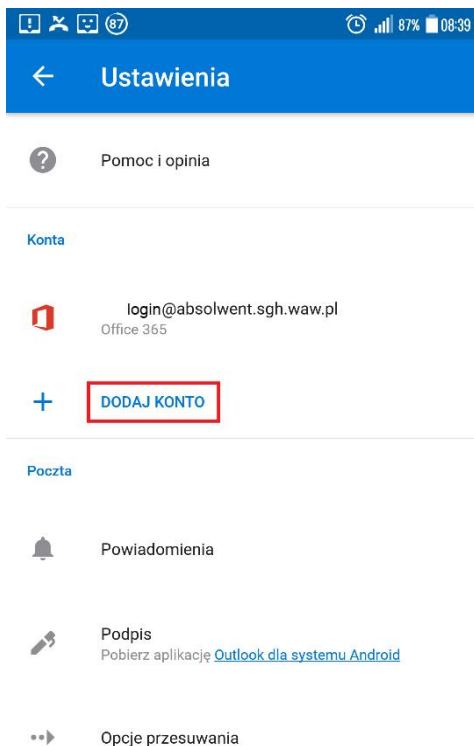 87 87% 08:39
Ustawienia
Pomoc i opinia
Konta
login@absolwent.sgh.waw.pl
Office 365
DODAJ KONTO
Poczta
Powiadomienia
Podpis
Pobierz aplikację Outlook dla systemu Android
Opcje przesuwania